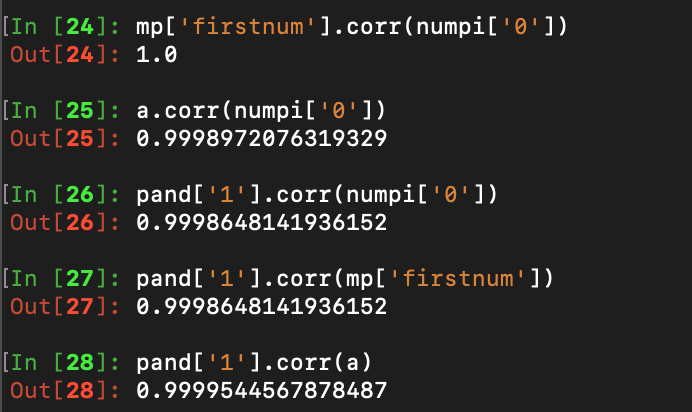 [In [24]: mp['firstnum'].corr(numpi['0'])
Out[24]: 1.0
[In [25]: a.corr(numpi['0'])
Out[25]: 0.9998972076319329
[In [26]: pand['1'].corr(numpi['0'])
Out[26]: 0.9998648141936152
[In [27]: pand['1'].corr(mp['firstnum'])
Out[27]: 0.9998648141936152
[In [28]: pand['1'].corr(a)
Out[28]: 0.9999544567878487